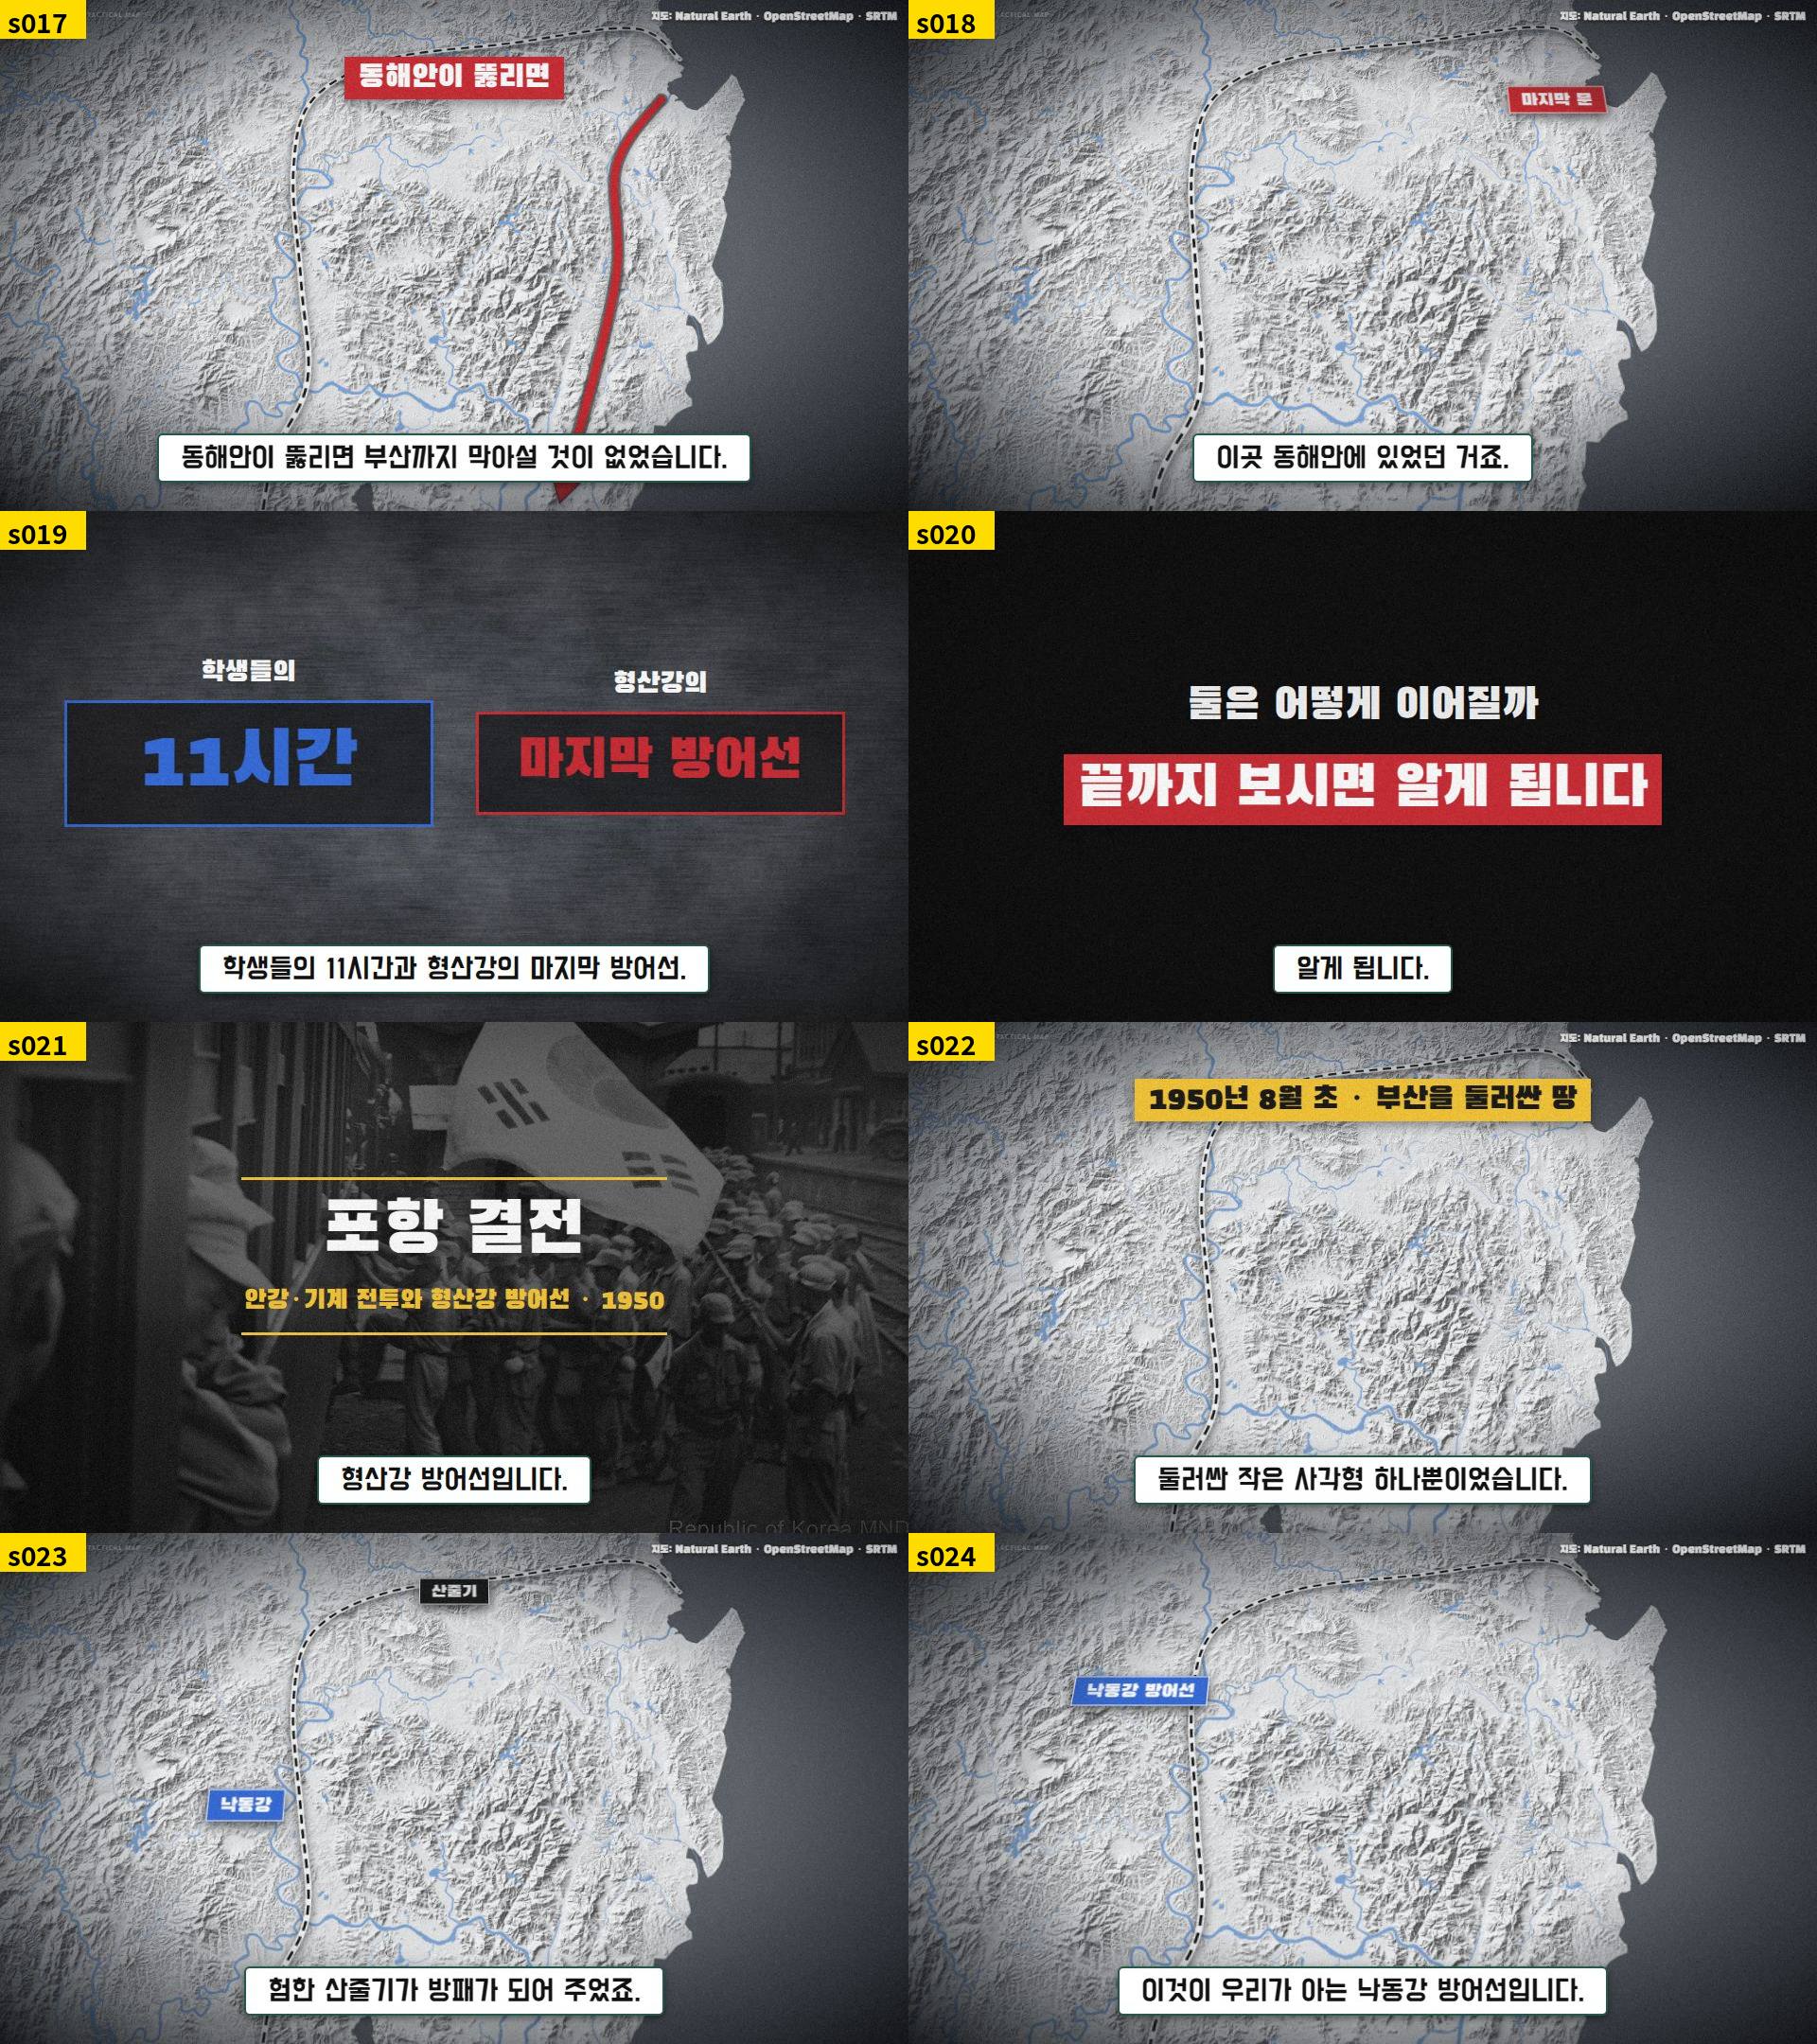 s017
지도: Natural Earth · OpenStreetMap · SRTM
동해안이 뚫리면
동해안이 뚫리면 부산까지 막아설 것이 없었습니다.
s018
TACTICAL MAP
지도: Natural Earth · OpenStreetMap · SRTM
마지막 문
이곳 동해안에 있었던 거죠.
s019
학생들의
11시간
형산강의
마지막 방어선
학생들의 11시간과 형산강의 마지막 방어선.
s020
둘은 어떻게 이어질까
끝까지 보시면 알게 됩니다
알게 됩니다.
s021
포항 결전
안강·기계 전투와 형산강 방어선 · 1950
형산강 방어선입니다.
Republic of Korea MND
s022
TACTICAL MAP
지도: Natural Earth · OpenStreetMap · SRTM
1950년 8월 초 · 부산을 둘러싼 땅
둘러싼 작은 사각형 하나뿐이었습니다.
s023
TACTICAL MAP
지도: Natural Earth · OpenStreetMap · SRTM
산줄기
낙동강
험한 산줄기가 방패가 되어 주었죠.
s024
TACTICAL MAP
지도: Natural Earth · OpenStreetMap · SRTM
낙동강 방어선
이것이 우리가 아는 낙동강 방어선입니다.